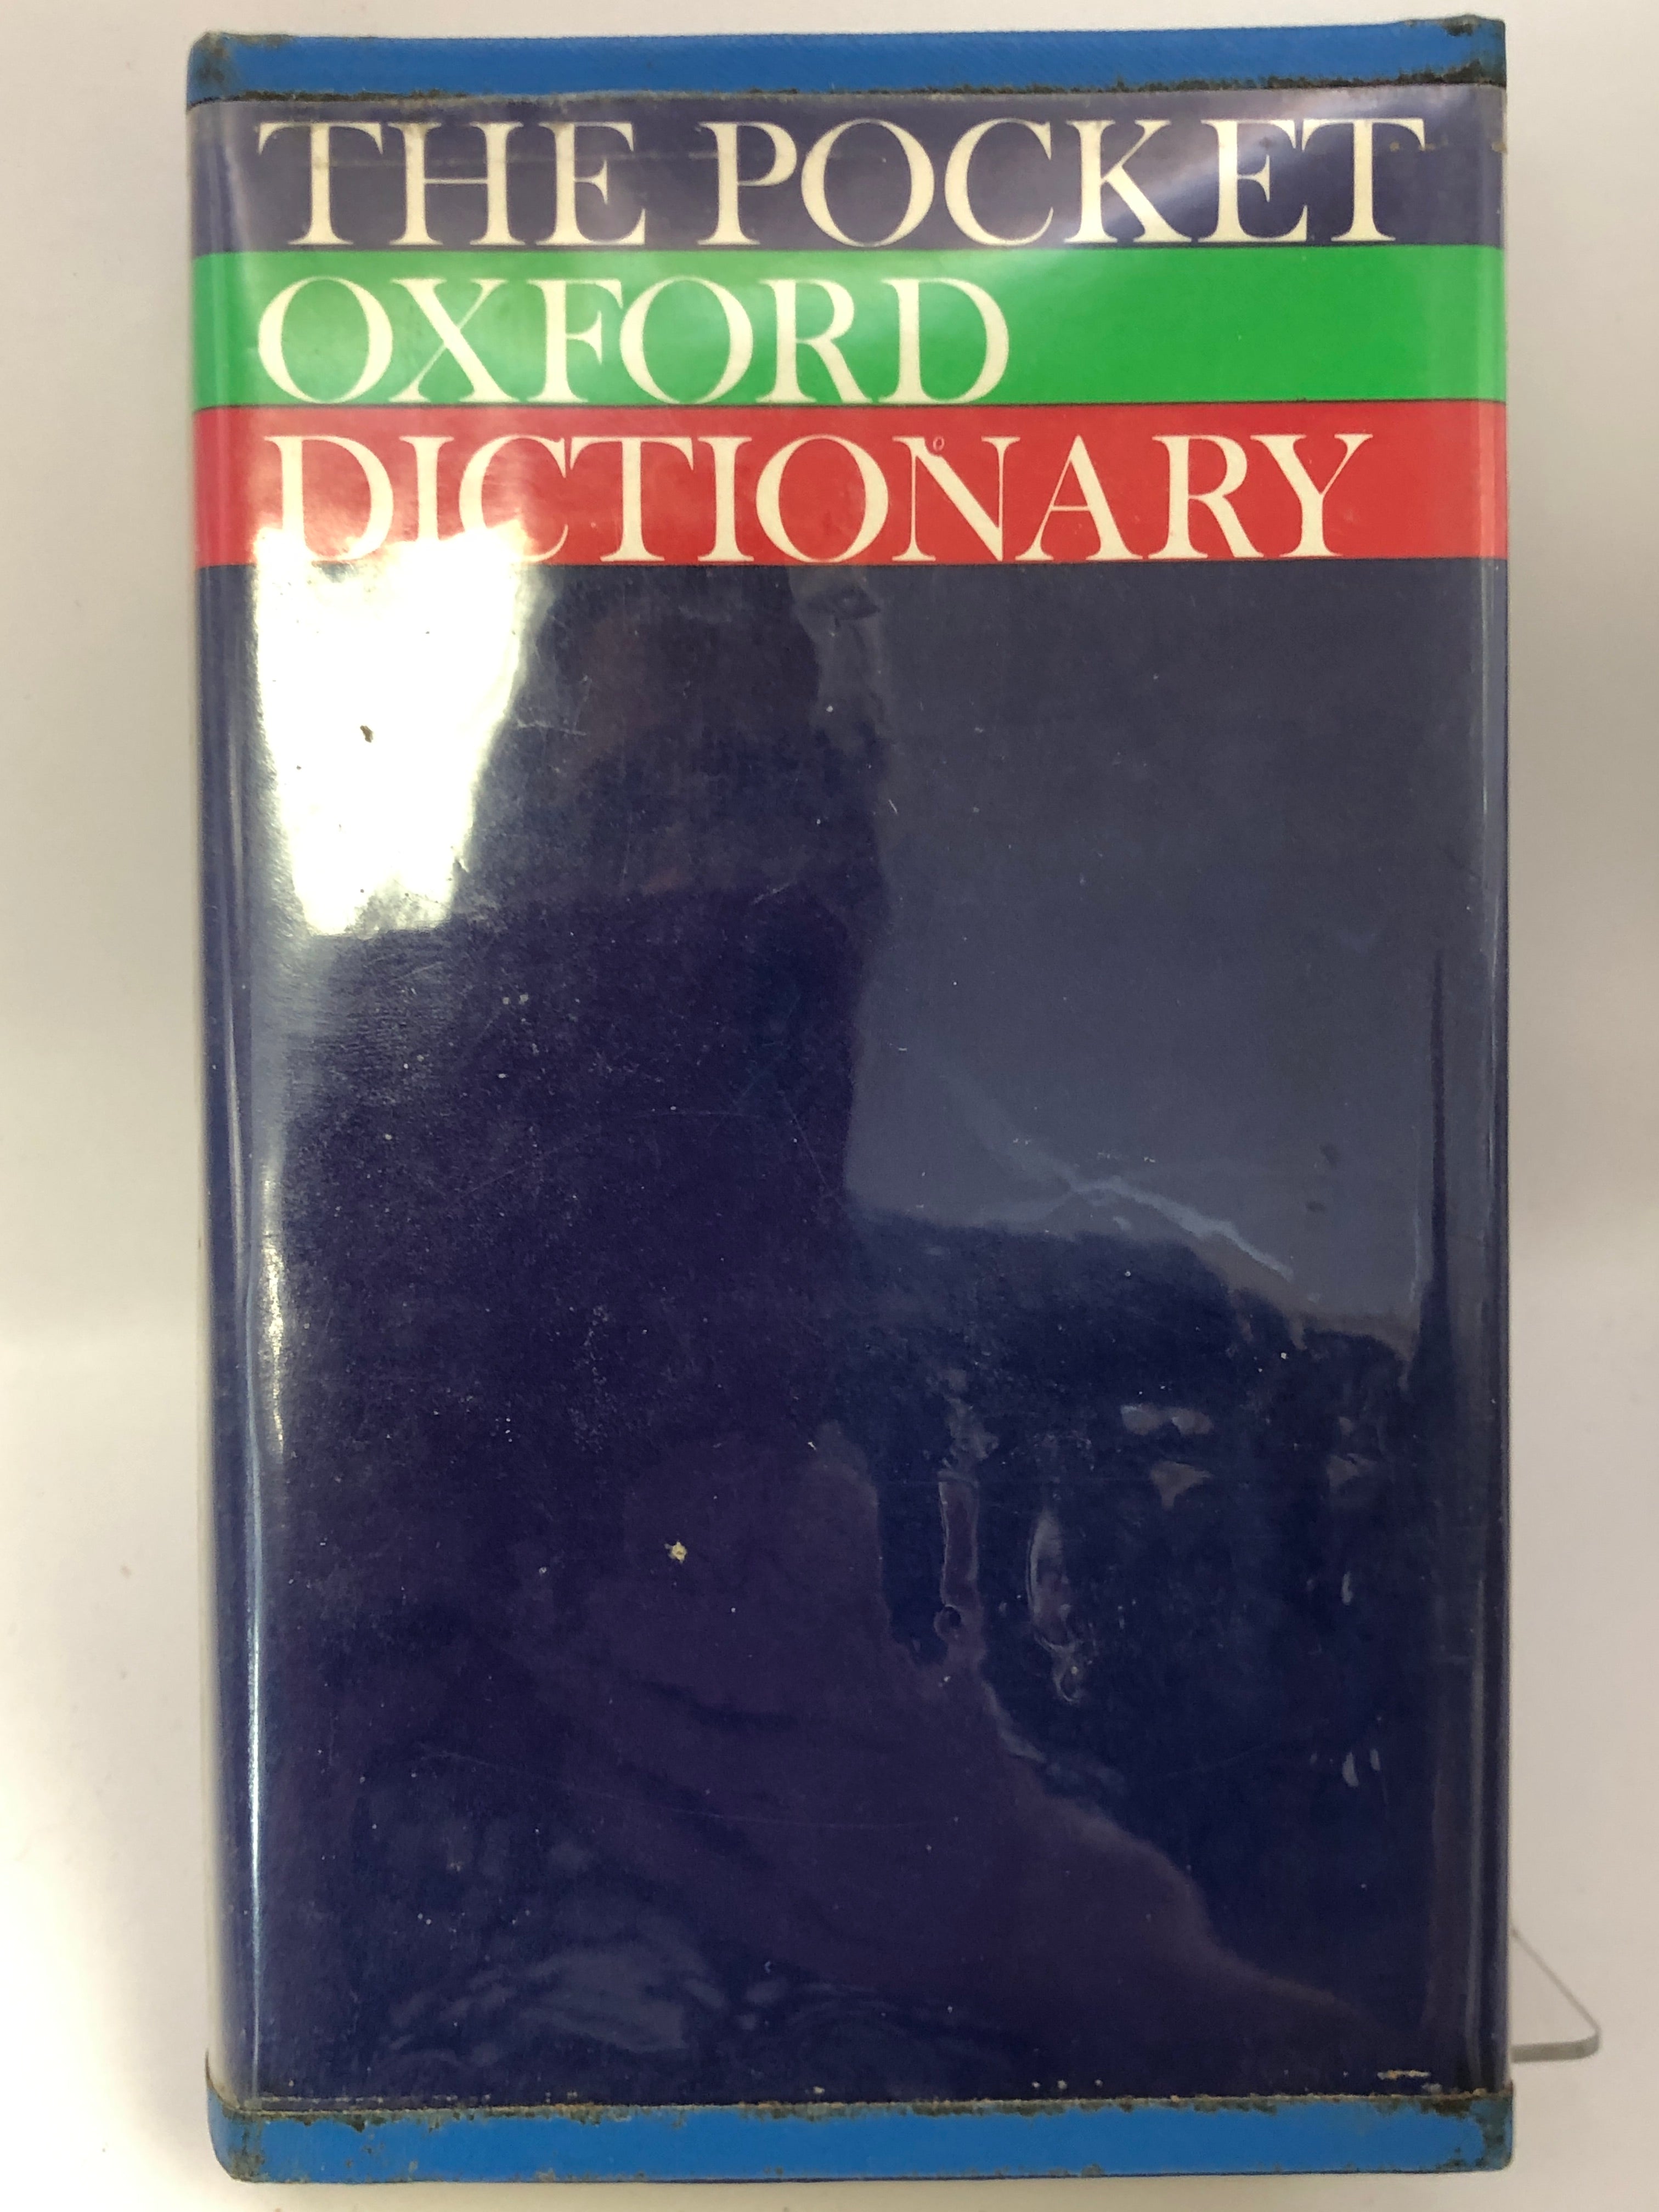 THE POCKET
OXFORD
DICTIONARY